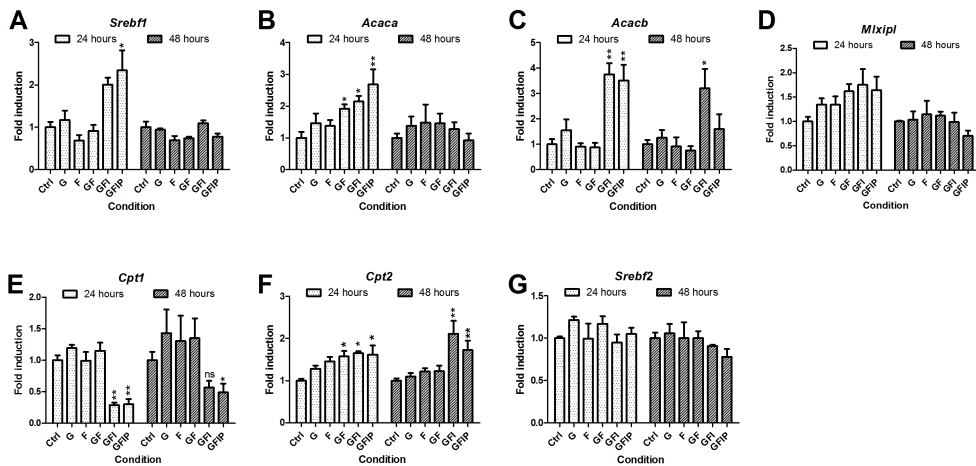 A
Srebf1
24 hours 48 hours
*
Fold induction
3
2
1
0
Ctrl G F GF GFI GFIP Ctrl G F GF GFI GFIP
Condition
B
Acaca
24 hours 48 hours
* * **
Fold induction
4
3
2
1
0
Ctrl G F GF GFI GFIP Ctrl G F GF GFI GFIP
Condition
C
Acacb
24 hours 48 hours
** ** *
Fold induction
5
4
3
2
1
0
Ctrl G F GF GFI GFIP Ctrl G F GF GFI GFIP
Condition
D
Mlxipl
24 hours 48 hours
Fold induction
2.5
2.0
1.5
1.0
0.5
0.0
Ctrl G F GF GFI GFIP Ctrl G F GF GFI GFIP
Condition
E
Cpt1
24 hours 48 hours
** ** ns *
Fold induction
2.0
1.5
1.0
0.5
0.0
Ctrl G F GF GFI GFIP Ctrl G F GF GFI GFIP
Condition
F
Cpt2
24 hours 48 hours
* * * ** **
Fold induction
3
2
1
0
Ctrl G F GF GFI GFIP Ctrl G F GF GFI GFIP
Condition
G
Srebf2
24 hours 48 hours
Fold induction
1.5
1.0
0.5
0.0
Ctrl G F GF GFI GFIP Ctrl G F GF GFI GFIP
Condition